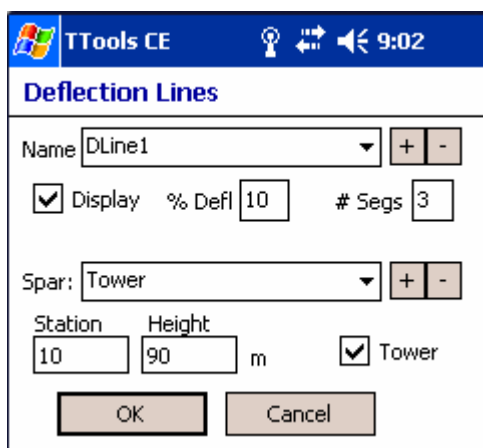 TTools CE 9:02
Deflection Lines
Name DLine1 + -
Display % Defl 10 # Segs 3
Spar: Tower + -
Station Height
10 90 m Tower
OK Cancel